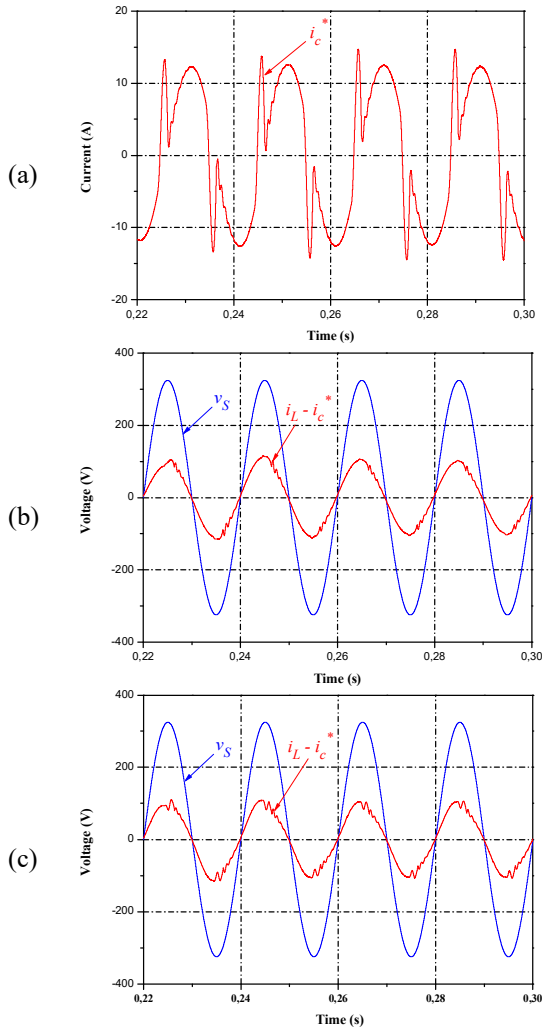 (a)
Current (A)
20
10
0
-10
-20
i_c^*
0,22 0,24 0,26 0,28 0,30
Time (s)
(b)
Voltage (V)
400
200
0
-200
-400
v_S
i_L - i_c^*
0,22 0,24 0,26 0,28 0,30
Time (s)
(c)
Voltage (V)
400
200
0
-200
-400
v_S
i_L - i_c^*
0,22 0,24 0,26 0,28 0,30
Time (s)